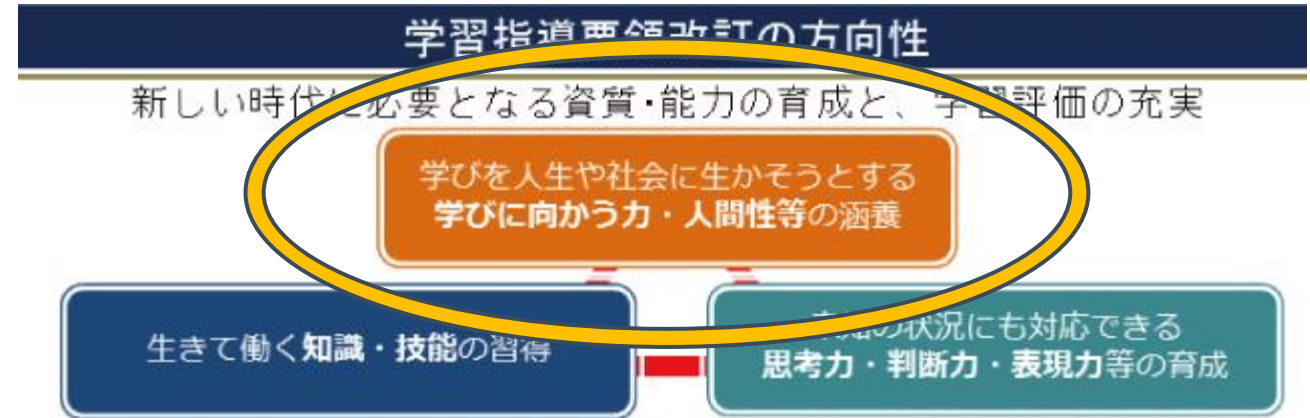 学習指導要領改訂の方向性
新しい時代に必要となる資質・能力の育成と、学習評価の充実
学びを人生や社会に生かそうとする
学びに向かう力・人間性等の涵養
生きて働く知識・技能の習得
未知の状況にも対応できる
思考力・判断力・表現力等の育成